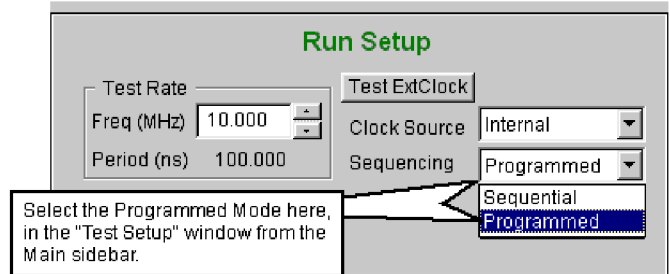 Run Setup
Test Rate
Freq (MHz) 10.000
Period (ns) 100.000
Test ExtClock
Clock Source Internal
Sequencing Programmed
Sequential
Programmed
Select the Programmed Mode here,
in the "Test Setup" window from the
Main sidebar.